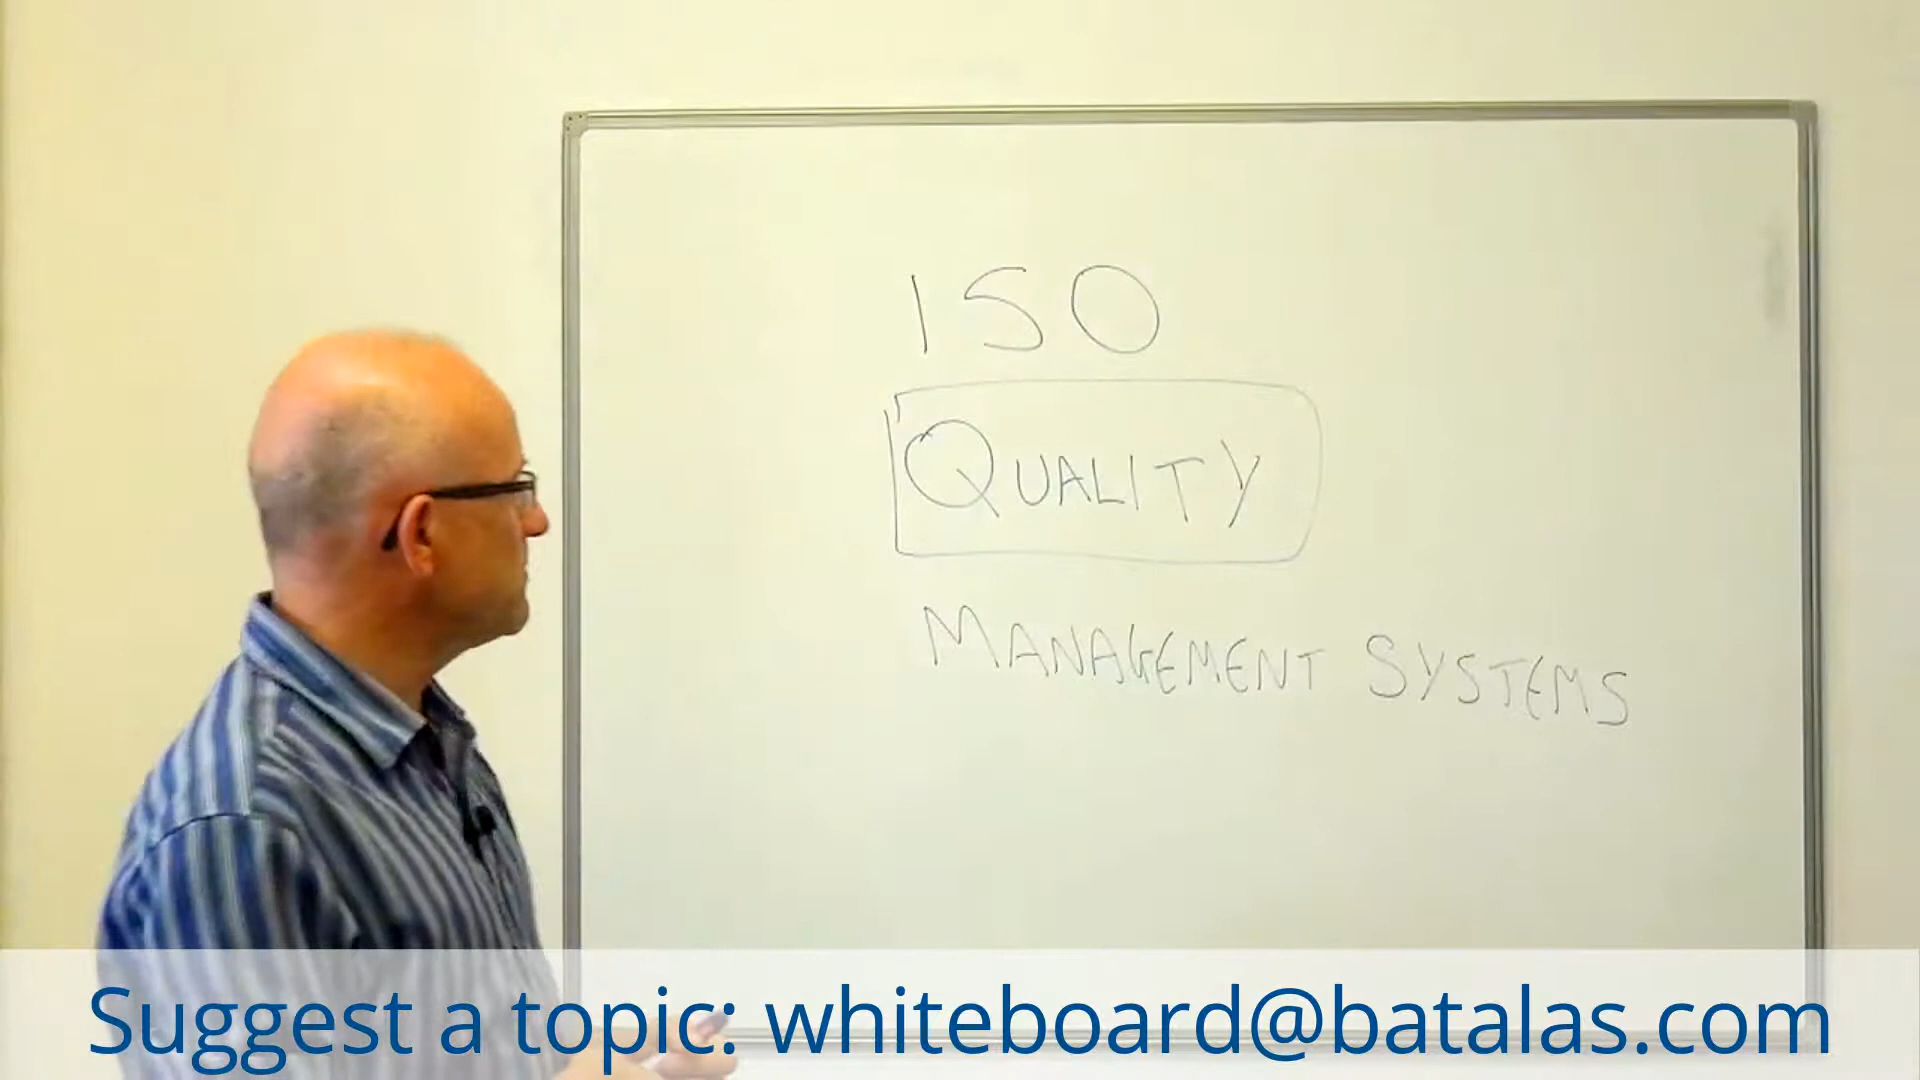 ISO
QUALITY
MANAGEMENT SYSTEMS
Suggest a topic: whiteboard@batalas.com